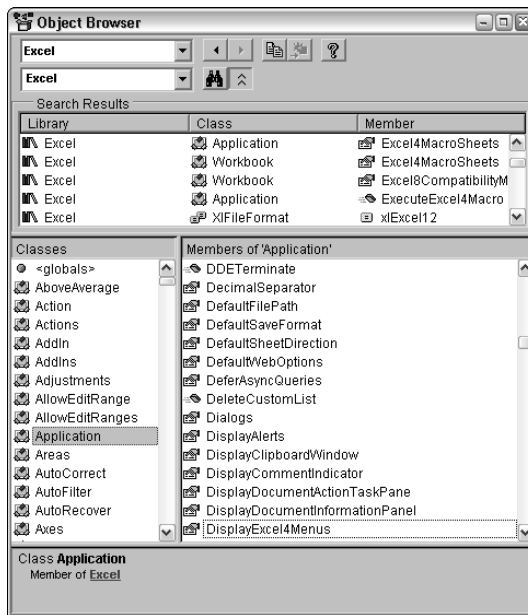 Object Browser
Excel
Excel
Search Results
Library Class Member
Excel Application Excel4MacroSheets
Excel Workbook Excel4MacroSheets
Excel Workbook Excel8CompatibilityM
Excel Application ExecuteExcel4Macro
Excel XlFileFormat xlExcel12
Classes
<globals>
AboveAverage
Action
Actions
AddIn
AddIns
Adjustments
AllowEditRange
AllowEditRanges
Application
Areas
AutoCorrect
AutoFilter
AutoRecover
Axes
Members of 'Application'
DDETerminate
DecimalSeparator
DefaultFilePath
DefaultSaveFormat
DefaultSheetDirection
DefaultWebOptions
DeferAsyncQueries
DeleteCustomList
Dialogs
DisplayAlerts
DisplayClipboardWindow
DisplayCommentIndicator
DisplayDocumentActionTaskPane
DisplayDocumentInformationPanel
DisplayExcel4Menus
Class Application
Member of Excel